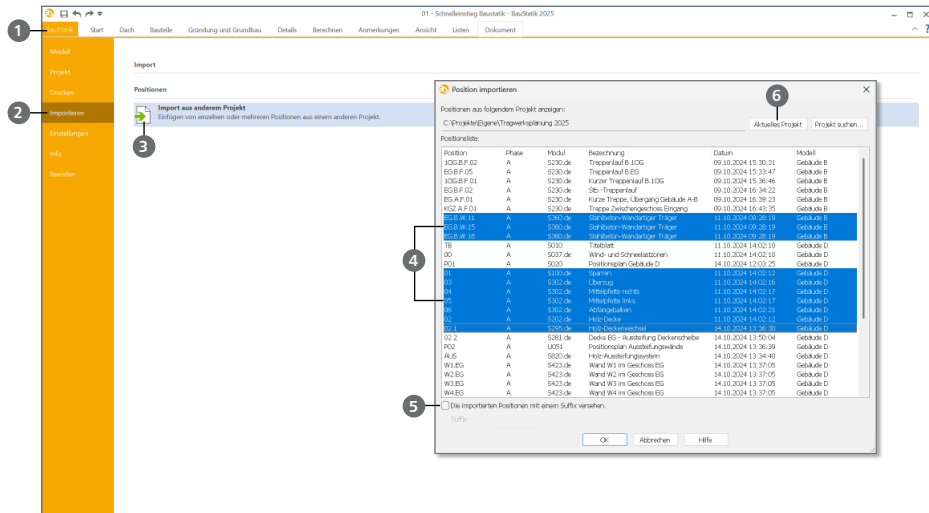 01 - Schnelleinstieg Baustatik - BauStatik 2025
1
BauStatik Start Dach Bauteile Gründung und Grundbau Details Berechnen Anmerkungen Ansicht Listen Dokument
Modell
Projekt
Drucken
2
Importieren
Einstellungen
Info
Beenden
Import
Positionen
Import aus anderem Projekt
Einfügen von einzelnen oder mehreren Positionen aus einem anderen Projekt.
3
Position importieren
6
Positionen aus folgendem Projekt anzeigen:
C:\Projekte\Eigene\Tragwerksplanung 2025 Aktuelles Projekt Projekt suchen...
Positionsliste:
Position Phase Modul Bezeichnung Datum Modell
1OG.B.F.02 A S230.de Treppenlauf B.1OG 09.10.2024 15:30:31 Gebäude B
EG.B.F.05 A S230.de Treppenlauf B.EG 09.10.2024 15:33:47 Gebäude B
1OG.B.F.01 A S230.de Kurzer Treppenlauf B.1OG 09.10.2024 15:36:46 Gebäude B
EG.B.F.02 A S230.de Stb.-Treppenlauf 09.10.2024 16:34:22 Gebäude B
EG.A.F.01 A S230.de Kurze Treppe, Übergang Gebäude A-B 09.10.2024 16:39:23 Gebäude B
KGZ.A.F.01 A S230.de Treppe Zwischengeschoss Eingang 09.10.2024 16:43:35 Gebäude B
EG.B.W.11 A S360.de Stahlbeton-Wandartiger Träger 11.10.2024 09:28:19 Gebäude B
EG.B.W.15 A S360.de Stahlbeton-Wandartiger Träger 11.10.2024 09:28:19 Gebäude B
EG.B.W.18 A S360.de Stahlbeton-Wandartiger Träger 11.10.2024 09:28:19 Gebäude B
TB A S010 Titelblatt 11.10.2024 14:02:10 Gebäude D
00 A S037.de Wind- und Schneelastzonen 11.10.2024 14:02:10 Gebäude D
4
P01 A S020 Positionsplan Gebäude D 14.10.2024 12:03:25 Gebäude D
01 A S100.de Sparren 11.10.2024 14:02:12 Gebäude D
03 A S302.de Überzug 11.10.2024 14:02:16 Gebäude D
04 A S302.de Mittelpfette rechts 11.10.2024 14:02:17 Gebäude D
05 A S302.de Mittelpfette links 11.10.2024 14:02:17 Gebäude D
06 A S302.de Abfangebalken 11.10.2024 14:02:21 Gebäude D
02 A S202.de Holz-Decke 11.10.2024 14:02:12 Gebäude D
02.1 A S295.de Holz-Deckenwechsel 14.10.2024 13:36:30 Gebäude D
02.2 A S281.de Decke EG - Aussteifung Deckenscheibe 14.10.2024 13:50:04 Gebäude D
P02 A U051 Positionsplan Aussteifungswände 14.10.2024 13:36:39 Gebäude D
AUS A S820.de Holz-Aussteifungssystem 14.10.2024 13:34:40 Gebäude D
W1.EG A S423.de Wand W1 im Geschoss EG 14.10.2024 13:37:05 Gebäude D
W2.EG A S423.de Wand W2 im Geschoss EG 14.10.2024 13:37:05 Gebäude D
W3.EG A S423.de Wand W3 im Geschoss EG 14.10.2024 13:37:05 Gebäude D
W4.EG A S423.de Wand W4 im Geschoss EG 14.10.2024 13:37:05 Gebäude D
5
Die Importierten Positionen mit einem Suffix versehen.
Suffix:
OK Abbrechen Hilfe